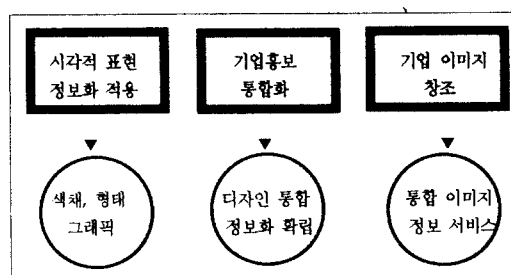 시각적 표현
정보화 적용
기업홍보
통합화
기업 이미지
창조
색채, 형태
그래픽
디자인 통합
정보화 확립
통합 이미지
정보 서비스